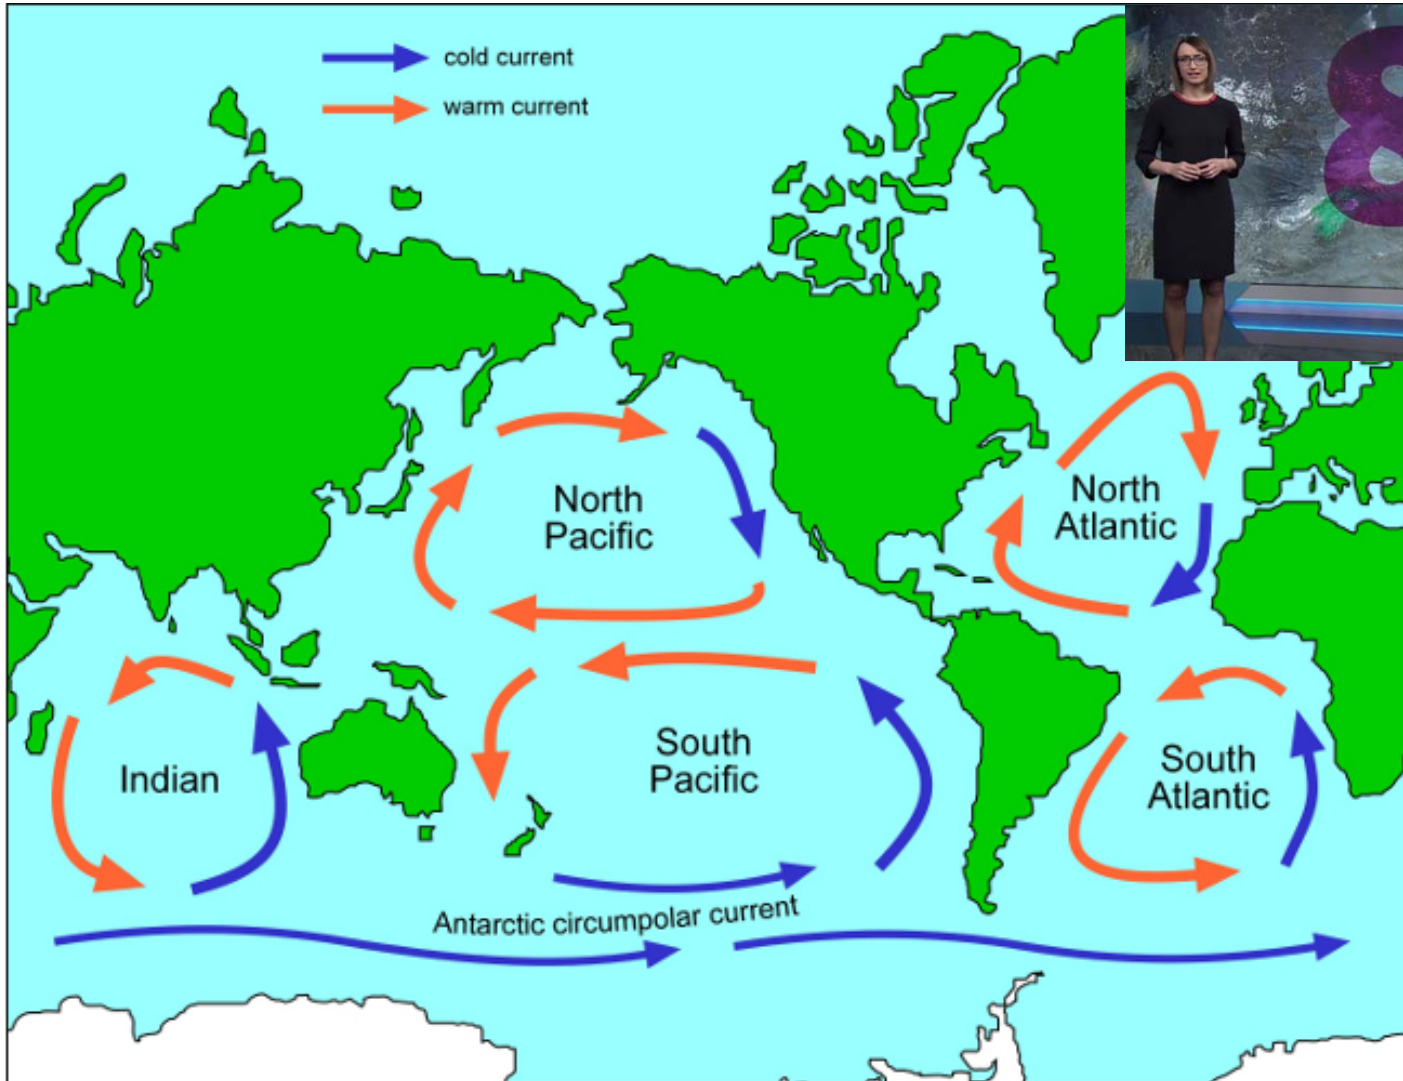 cold current
warm current
8
North
Pacific
North
Atlantic
Indian
South
Pacific
South
Atlantic
Antarctic circumpolar current